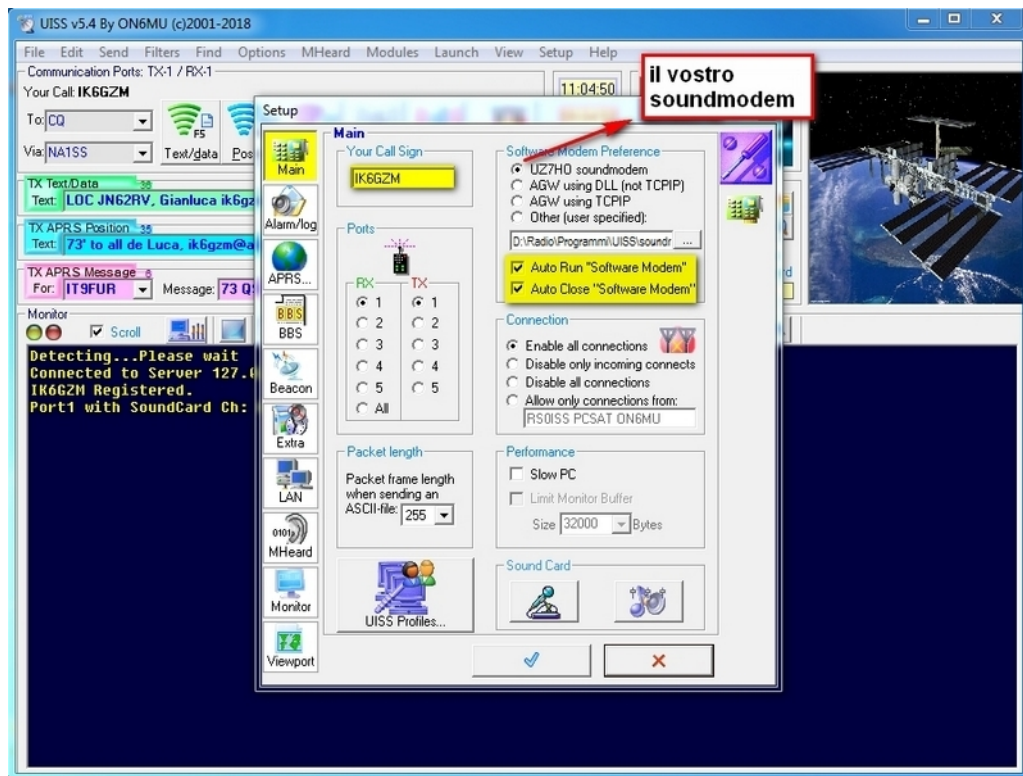 UISS v5.4 By ON6MU (c)2001-2018
File Edit Send Filters Find Options MHeard Modules Launch View Setup Help
Communication Ports: TX-1 / RX-1
Your Call: IK6GZM
11:04:50
il vostro
soundmodem
To: CQ
F5
Via: NA1SS
Text/data
Pos
TX Text/Data 38
Text: LOC JN62RV, Gianluca ik6gz
TX APRS Position 35
Text: 73' to all de Luca, ik6gzm@a
TX APRS Message 6
For: IT9FUR Message: 73 Q
Monitor
Scroll
Detecting...Please wait
Connected to Server 127.0
IK6GZM Registered.
Port1 with SoundCard Ch:
Setup
Main
Alarm/log
APRS...
BBS
BBS
Beacon
Extra
LAN
MHeard
Monitor
Viewport
Main
Your Call Sign
IK6GZM
Ports
RX TX
1 1
2 2
3 3
4 4
5 5
All
Packet length
Packet frame length
when sending an
ASCII-file: 255
UISS Profiles...
Software Modem Preference
UZ7HO soundmodem
AGW using DLL (not TCPIP)
AGW using TCPIP
Other (user specified):
D:\Radio\Programmi\UISS\soundr ...
Auto Run "Software Modem"
Auto Close "Software Modem"
Connection
Enable all connections
Disable only incoming connects
Disable all connections
Allow only connections from:
RS0ISS PCSAT ON6MU
Performance
Slow PC
Limit Monitor Buffer
Size 32000 Bytes
Sound Card